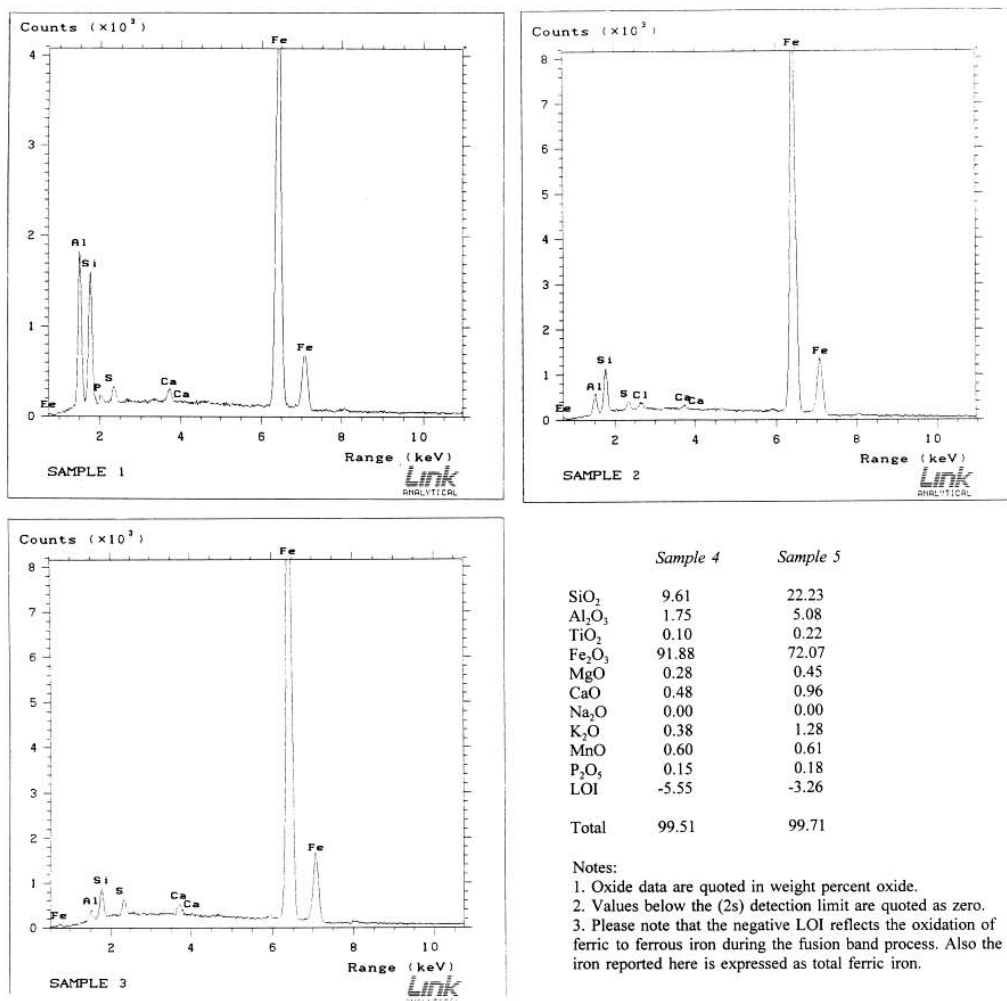 Counts (×10³)
Fe
4
3
2
1
0
Al
Si
P
S
Ca
Ca
Fe
Fe
2 4 6 8 10
Range (keV)
SAMPLE 1
Link
ANALYTICAL
Counts (×10³)
Fe
8
7
6
5
4
3
2
1
0
Si
Al
S Cl
Ca Ca
Fe
Fe
2 4 6 8 10
Range (keV)
SAMPLE 2
Link
ANALYTICAL
Counts (×10³)
Fe
8
7
6
5
4
3
2
1
0
Si
Al
S
Ca
Ca
Fe
Fe
2 4 6 8 10
Range (keV)
SAMPLE 3
Link
ANALYTICAL
Sample 4 Sample 5
SiO₂ 9.61 22.23
Al₂O₃ 1.75 5.08
TiO₂ 0.10 0.22
Fe₂O₃ 91.88 72.07
MgO 0.28 0.45
CaO 0.48 0.96
Na₂O 0.00 0.00
K₂O 0.38 1.28
MnO 0.60 0.61
P₂O₅ 0.15 0.18
LOI -5.55 -3.26
Total 99.51 99.71
Notes:
1. Oxide data are quoted in weight percent oxide.
2. Values below the (2s) detection limit are quoted as zero.
3. Please note that the negative LOI reflects the oxidation of
ferric to ferrous iron during the fusion band process. Also the
iron reported here is expressed as total ferric iron.